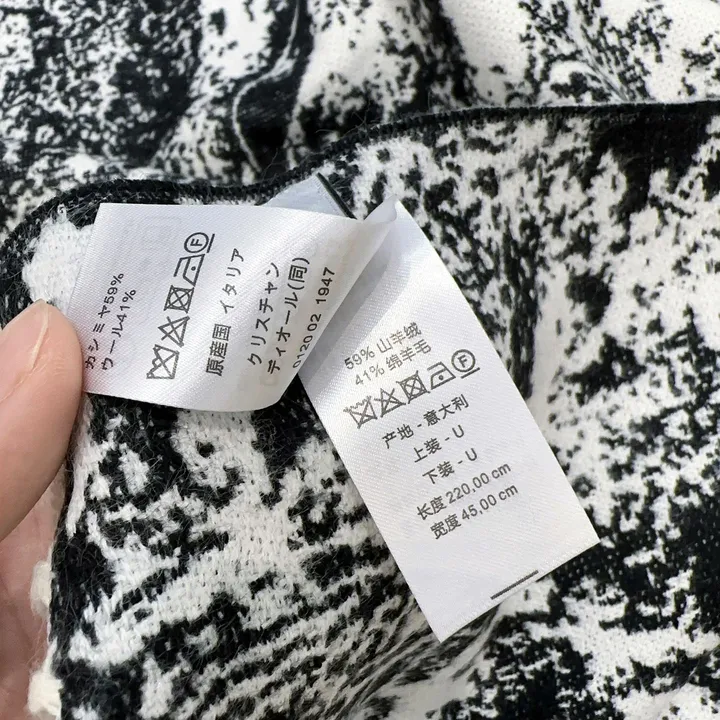 カシミヤ59%
ウール41%
F
原産国 イタリア
クリスチャン
ディオール(同)
0120 02 1947
59% 山羊绒
41% 绵羊毛
F
产地 - 意大利
上装 - U
下装 - U
长度 220,00 cm
宽度 45,00 cm